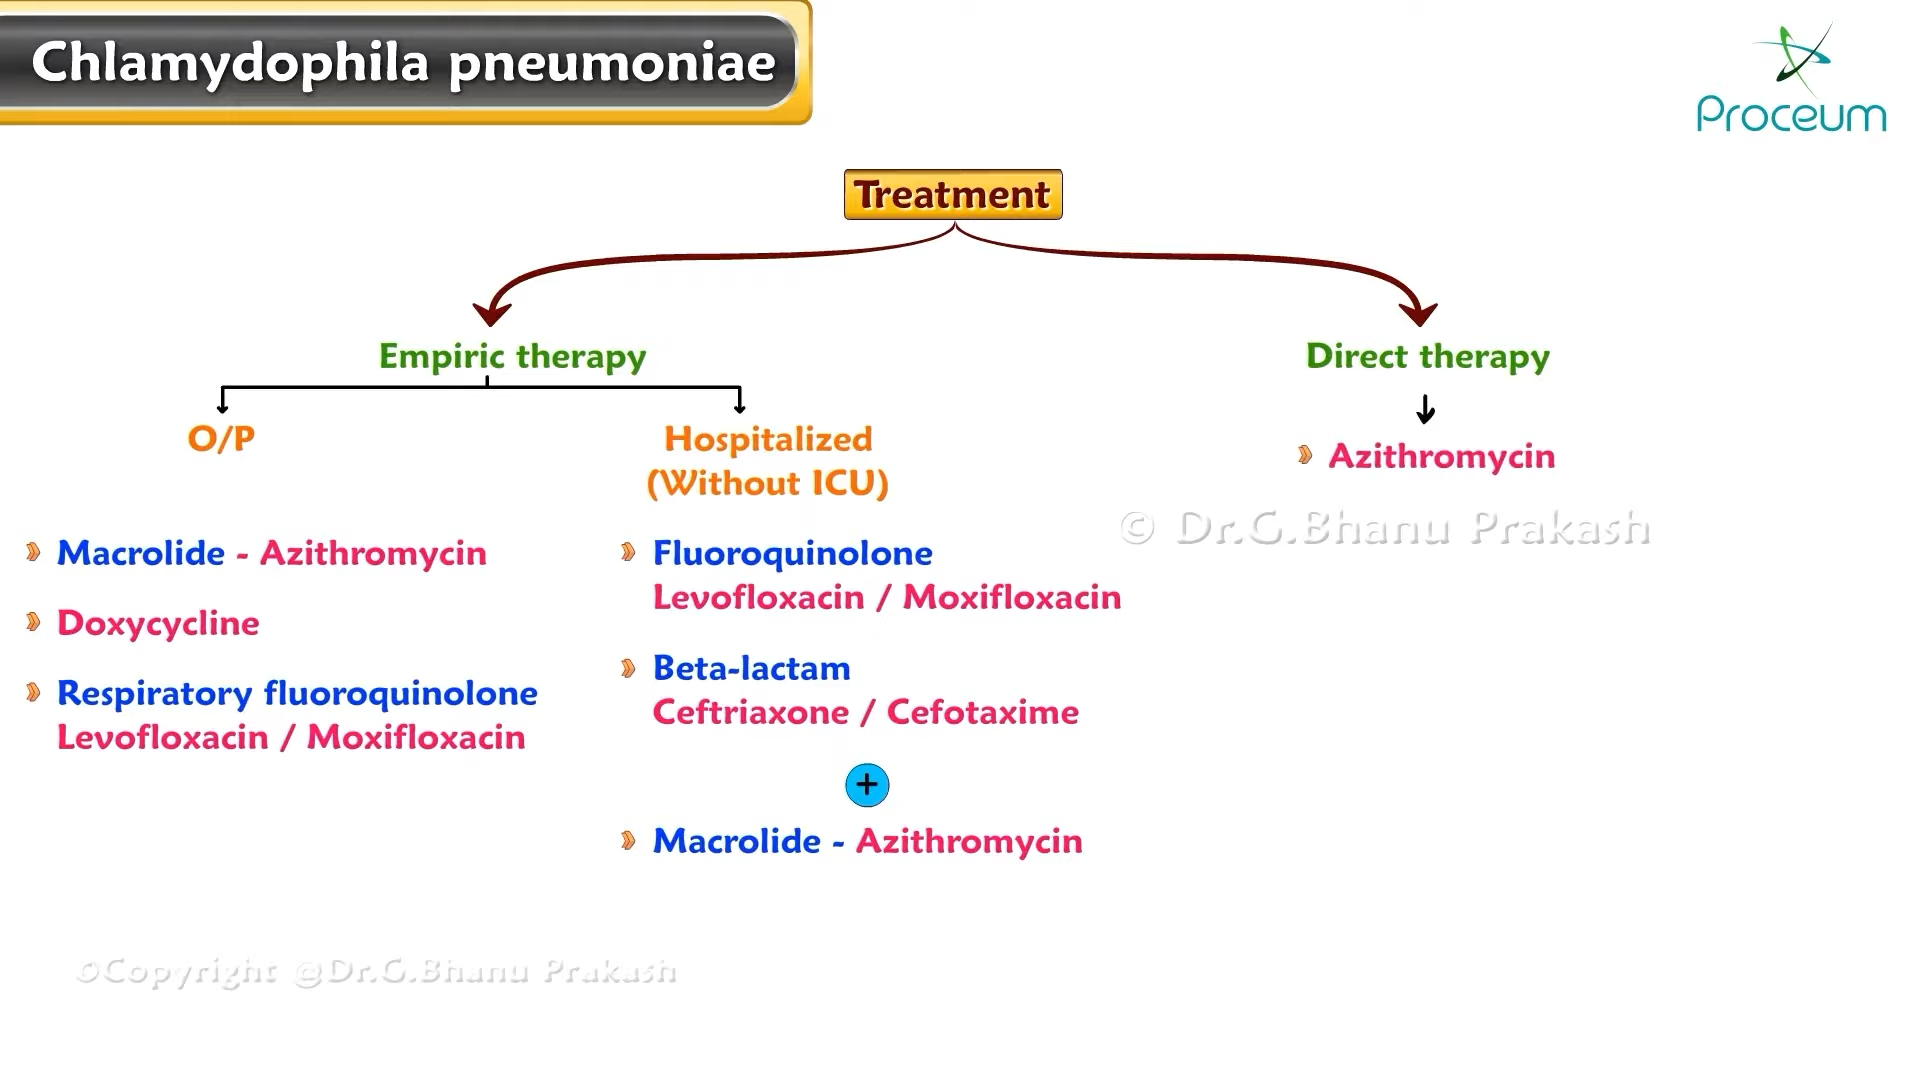 Chlamydophila pneumoniae
Proceum
Treatment
Empiric therapy
Direct therapy
O/P
Hospitalized
(Without ICU)
Azithromycin
Macrolide - Azithromycin
Doxycycline
Respiratory fluoroquinolone
Levofloxacin / Moxifloxacin
Fluoroquinolone
Levofloxacin / Moxifloxacin
Beta-lactam
Ceftriaxone / Cefotaxime
+
Macrolide - Azithromycin
© Dr.G.Bhanu Prakash
©Copyright @Dr.G.Bhanu Prakash